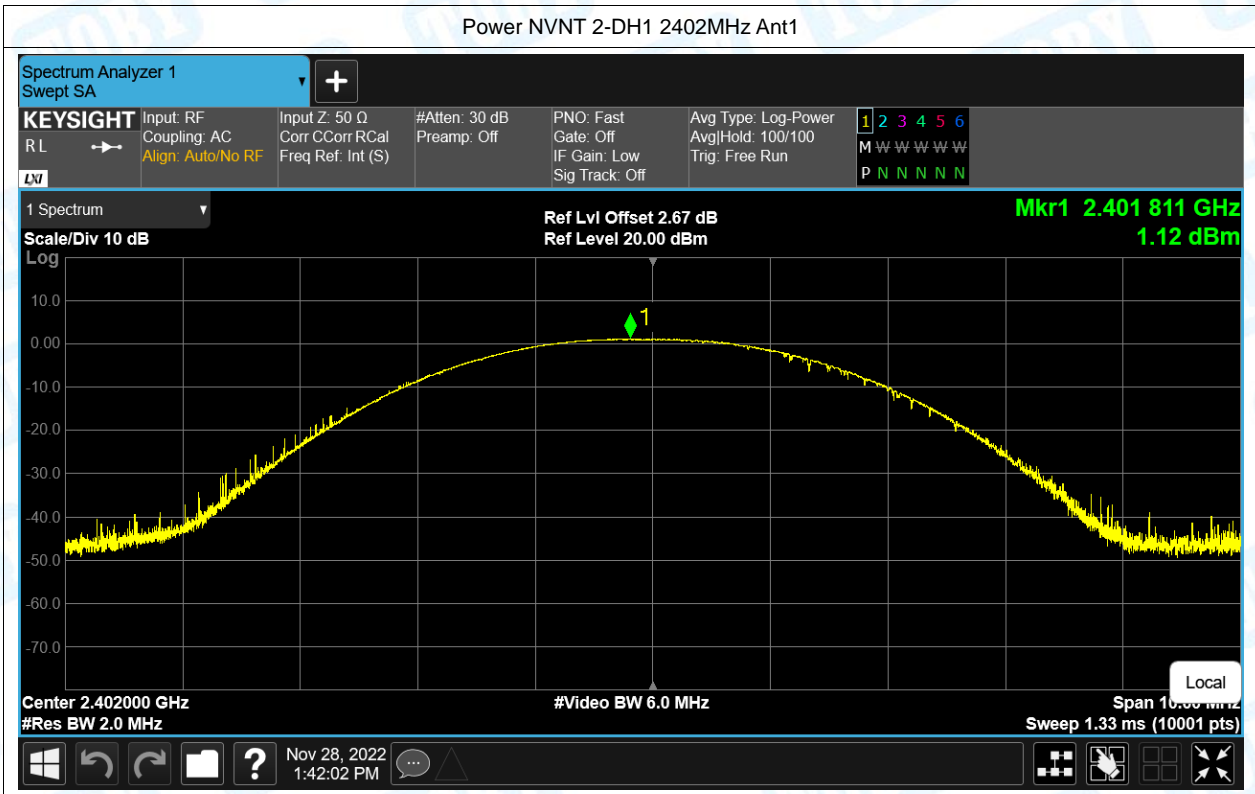 Power NVNT 2-DH1 2402MHz Ant1
Spectrum Analyzer 1
Swept SA
+
KEYSIGHT
R L
LXI
Input: RF
Coupling: AC
Align: Auto/No RF
Input Z: 50 Ω
Corr CCorr RCal
Freq Ref: Int (S)
#Atten: 30 dB
Preamp: Off
PNO: Fast
Gate: Off
IF Gain: Low
Sig Track: Off
Avg Type: Log-Power
Avg|Hold: 100/100
Trig: Free Run
1 2 3 4 5 6
M W W W W W
P N N N N N
1 Spectrum
Scale/Div 10 dB
Ref Lvl Offset 2.67 dB
Ref Level 20.00 dBm
Mkr1 2.401 811 GHz
1.12 dBm
Log
10.0
0.00
-10.0
-20.0
-30.0
-40.0
-50.0
-60.0
-70.0
1
Center 2.402000 GHz
#Res BW 2.0 MHz
#Video BW 6.0 MHz
Local
Span 10.00 MHz
Sweep 1.33 ms (10001 pts)
?
Nov 28, 2022
1:42:02 PM